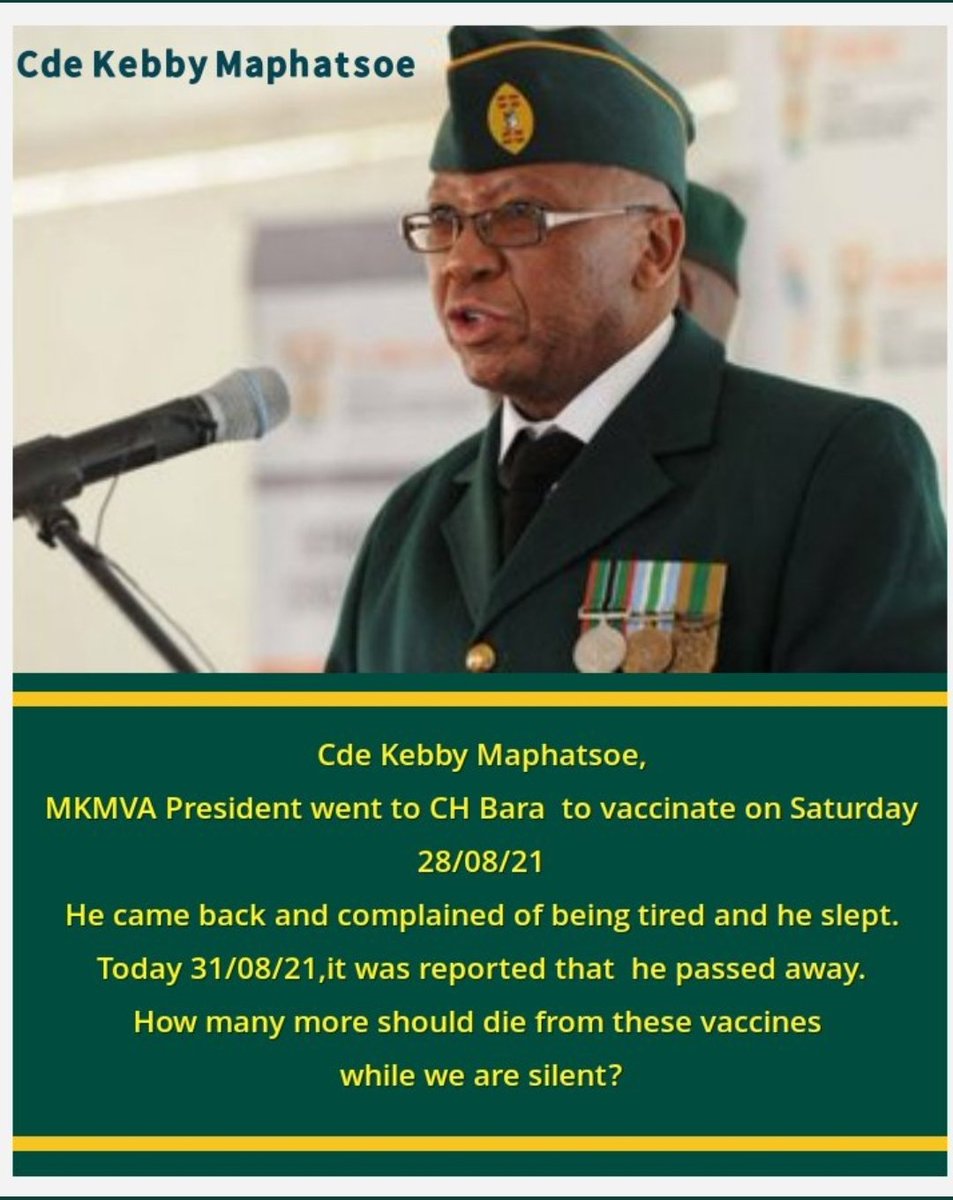 Cde Kebby Maphatsoe
Cde Kebby Maphatsoe,
MKMVA President went to CH Bara  to vaccinate on Saturday
28/08/21
He came back and complained of being tired and he slept.
Today 31/08/21,it was reported that  he passed away.
How many more should die from these vaccines
while we are silent?